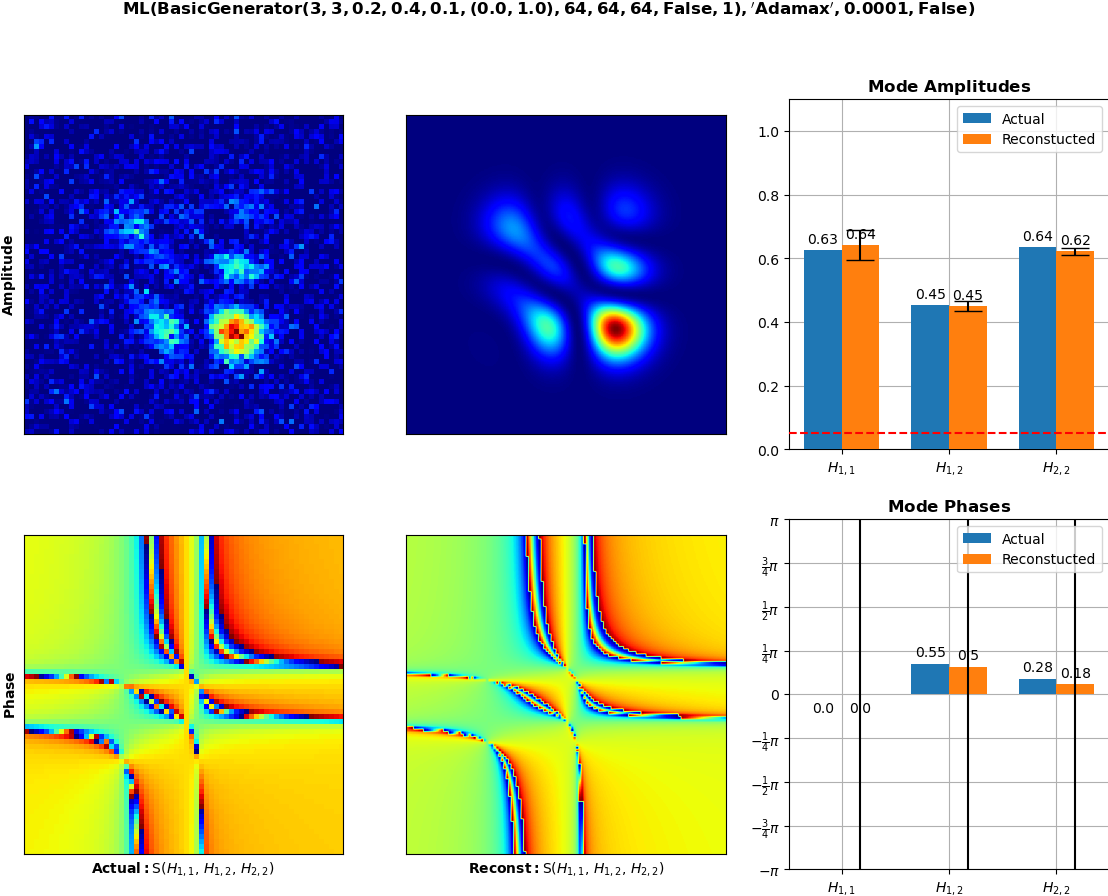 ML(BasicGenerator(3, 3, 0.2, 0.4, 0.1, (0.0, 1.0), 64, 64, 64, False, 1), ′Adamax′, 0.0001, False)
Mode Amplitudes
Amplitude
Actual
Reconstucted
1.0
0.8
0.6
0.4
0.2
0.0
0.63
0.64
0.45
0.45
0.64
0.62
H1,1
H1,2
H2,2
Mode Phases
Phase
Actual
Reconstucted
π
3/4π
1/2π
1/4π
0
−1/4π
−1/2π
−3/4π
−π
0.0
0.0
0.55
0.5
0.28
0.18
H1,1
H1,2
H2,2
Actual: S(H1,1, H1,2, H2,2)
Reconst: S(H1,1, H1,2, H2,2)